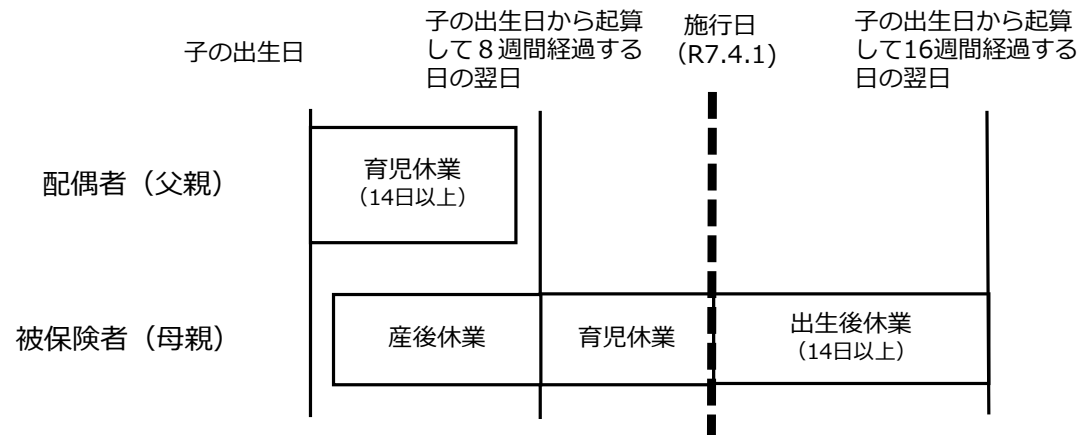 子の出生日
子の出生日から起算
して８週間経過する
日の翌日
施行日
（R7.4.1)
子の出生日から起算
して16週間経過する
日の翌日
配偶者（父親）
育児休業
（14日以上）
被保険者（母親）
産後休業
育児休業
出生後休業
（14日以上）